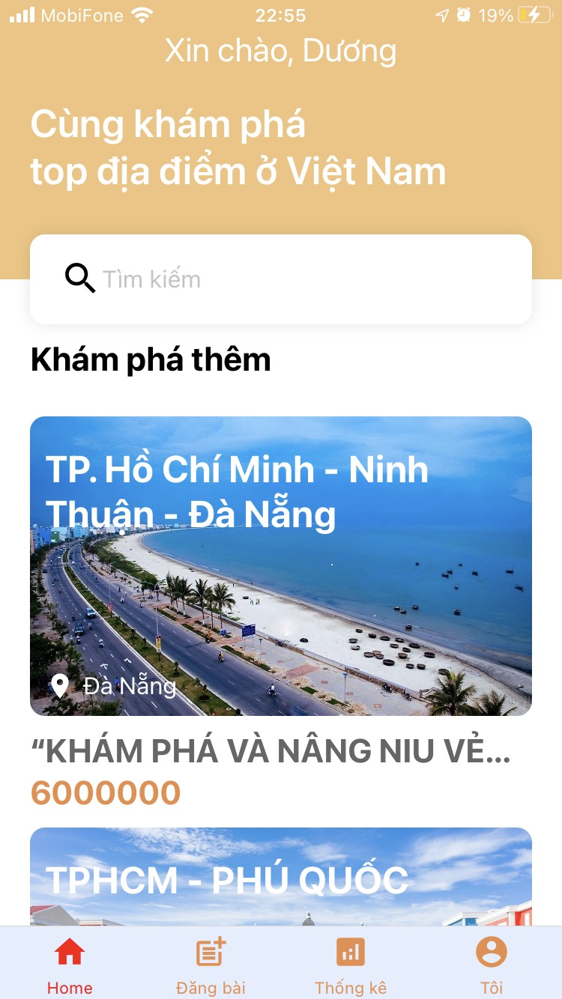 MobiFone 22:55 19%
Xin chào, Dương
Cùng khám phá
top địa điểm ở Việt Nam
Tìm kiếm
Khám phá thêm
TP. Hồ Chí Minh - Ninh
Thuận - Đà Nẵng
Đà Nẵng
“KHÁM PHÁ VÀ NÂNG NIU VẺ...
6000000
TPHCM - PHÚ QUỐC
Home Đăng bài Thống kê Tôi